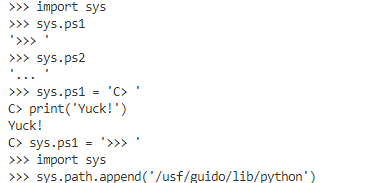 >>> import sys
>>> sys.ps1
'>>> '
>>> sys.ps2
'... '
>>> sys.ps1 = 'C> '
C> print('Yuck!')
Yuck!
C> sys.ps1 = '>>> '
>>> import sys
>>> sys.path.append('/usf/guido/lib/python')